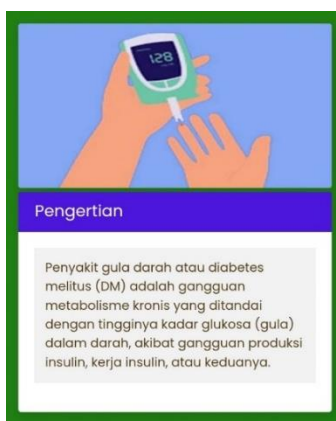 128
Pengertian
Penyakit gula darah atau diabetes
melitus (DM) adalah gangguan
metabolisme kronis yang ditandai
dengan tingginya kadar glukosa (gula)
dalam darah, akibat gangguan produksi
insulin, kerja insulin, atau keduanya.